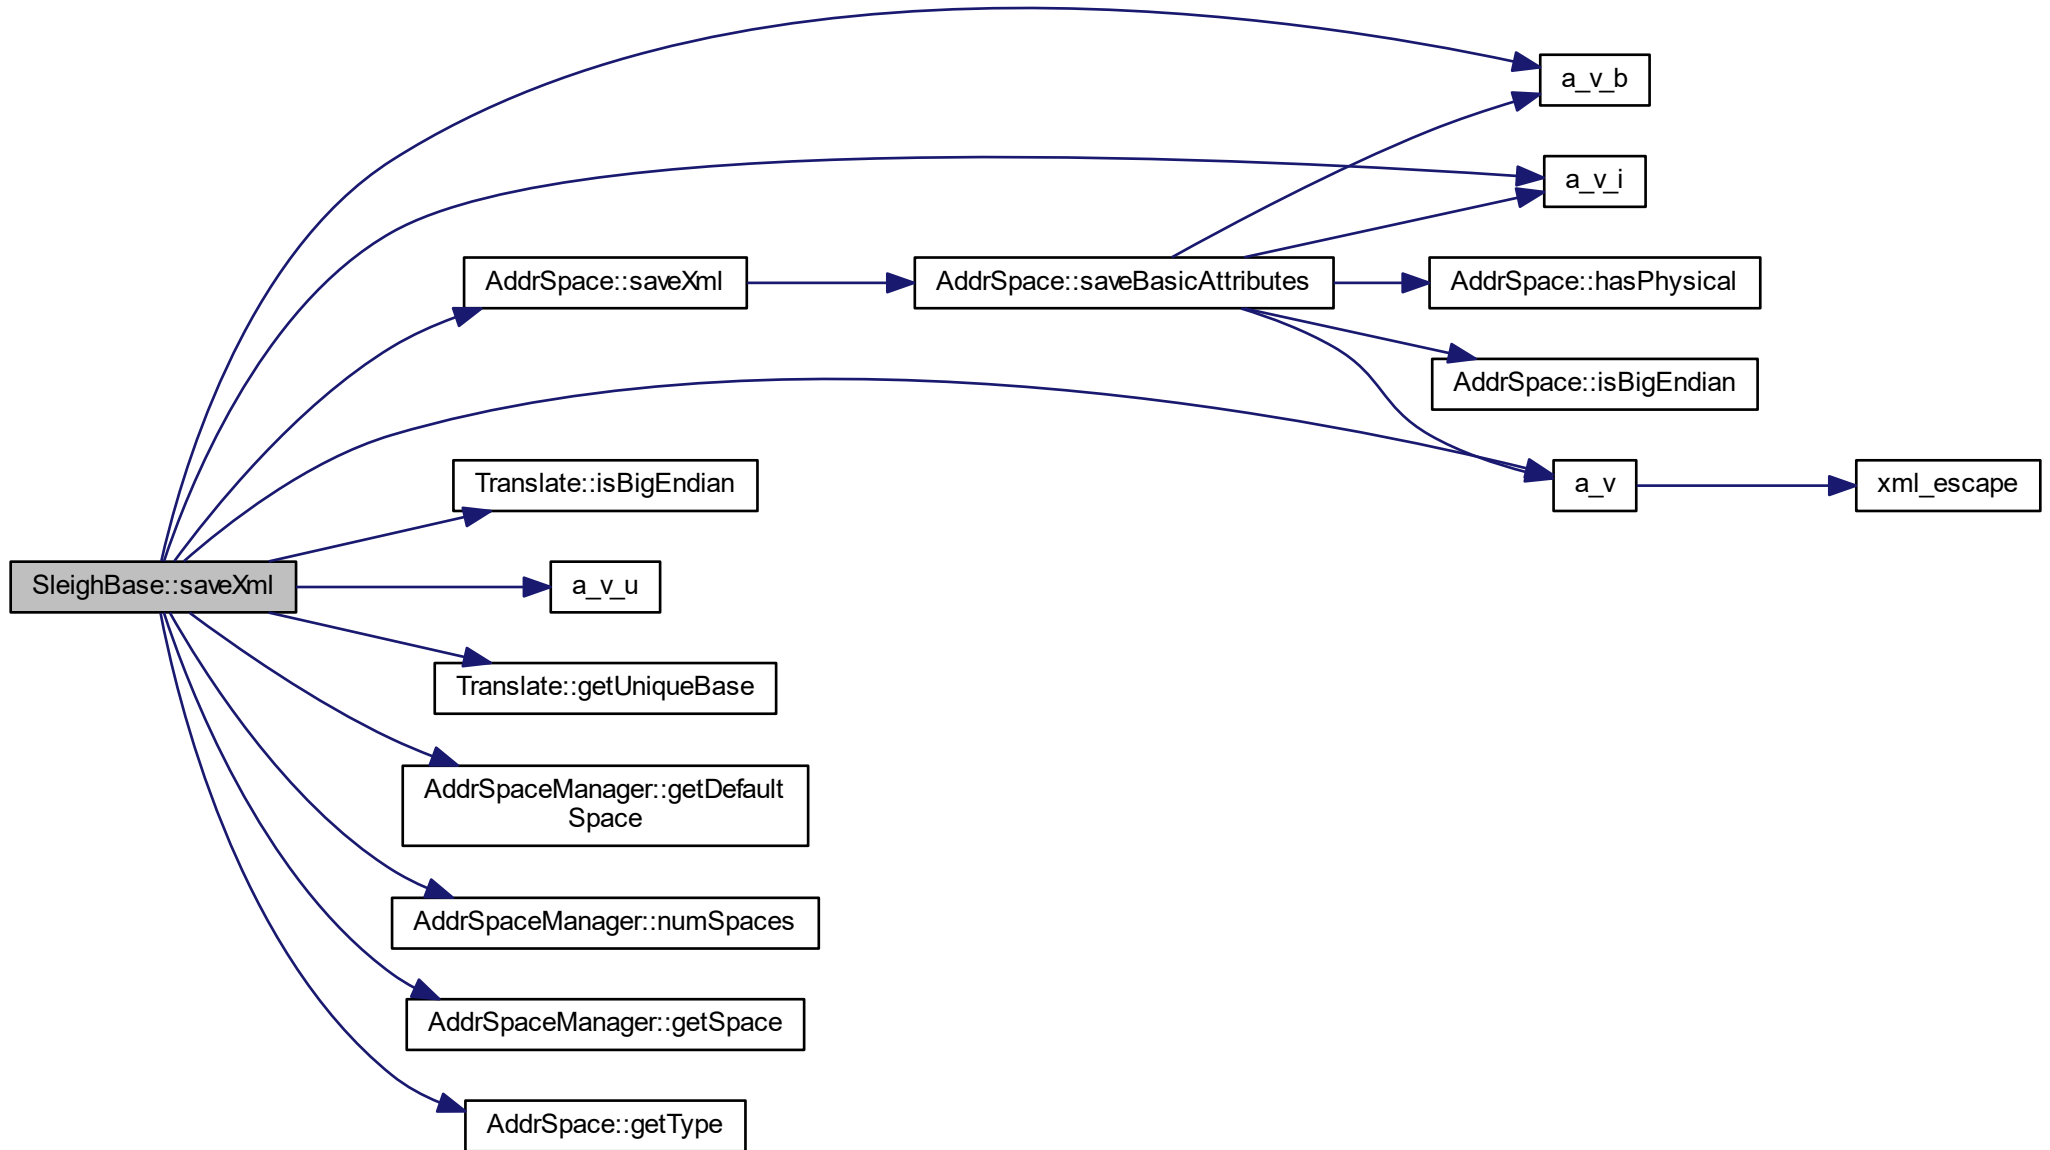 a_v_b
a_v_i
AddrSpace::saveXml
AddrSpace::saveBasicAttributes
AddrSpace::hasPhysical
AddrSpace::isBigEndian
Translate::isBigEndian
a_v
xml_escape
SleighBase::saveXml
a_v_u
Translate::getUniqueBase
AddrSpaceManager::getDefault
Space
AddrSpaceManager::numSpaces
AddrSpaceManager::getSpace
AddrSpace::getType